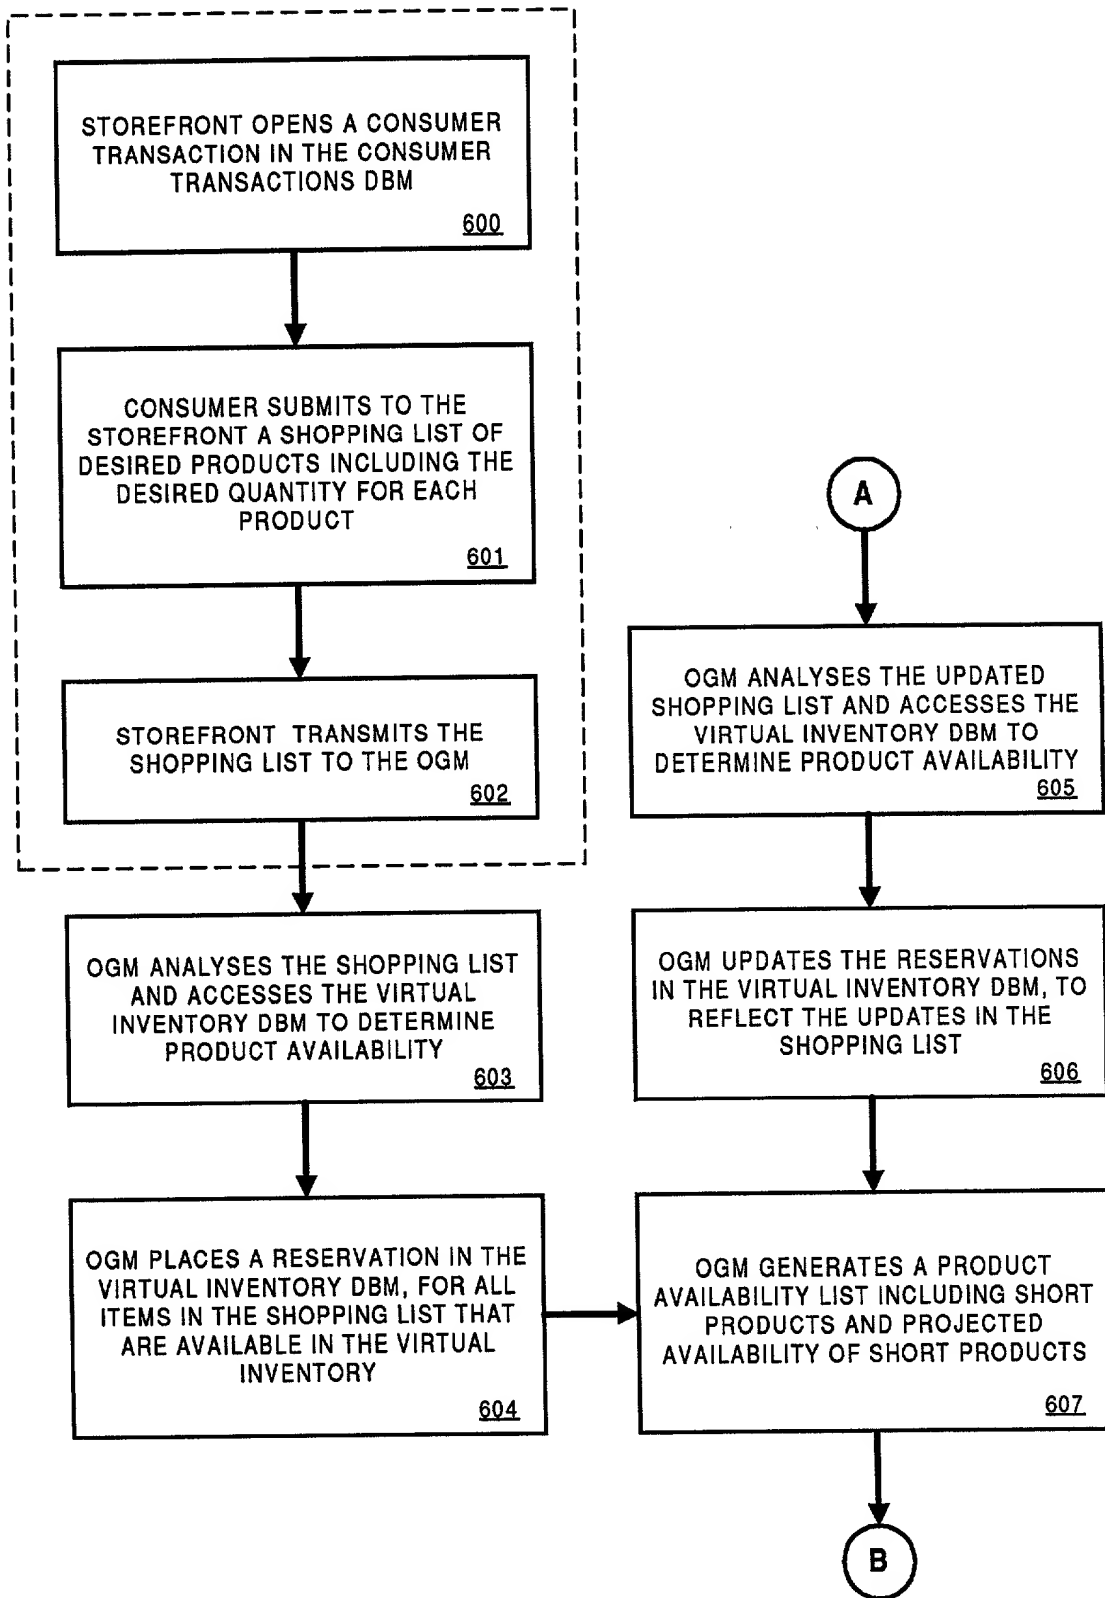 STOREFRONT OPENS A CONSUMER
TRANSACTION IN THE CONSUMER
TRANSACTIONS DBM
600
CONSUMER SUBMITS TO THE
STOREFRONT A SHOPPING LIST OF
DESIRED PRODUCTS INCLUDING THE
DESIRED QUANTITY FOR EACH
PRODUCT
601
STOREFRONT TRANSMITS THE
SHOPPING LIST TO THE OGM
602
OGM ANALYSES THE SHOPPING LIST
AND ACCESSES THE VIRTUAL
INVENTORY DBM TO DETERMINE
PRODUCT AVAILABILITY
603
OGM PLACES A RESERVATION IN THE
VIRTUAL INVENTORY DBM, FOR ALL
ITEMS IN THE SHOPPING LIST THAT
ARE AVAILABLE IN THE VIRTUAL
INVENTORY
604
A
OGM ANALYSES THE UPDATED
SHOPPING LIST AND ACCESSES THE
VIRTUAL INVENTORY DBM TO
DETERMINE PRODUCT AVAILABILITY
605
OGM UPDATES THE RESERVATIONS
IN THE VIRTUAL INVENTORY DBM, TO
REFLECT THE UPDATES IN THE
SHOPPING LIST
606
OGM GENERATES A PRODUCT
AVAILABILITY LIST INCLUDING SHORT
PRODUCTS AND PROJECTED
AVAILABILITY OF SHORT PRODUCTS
607
B